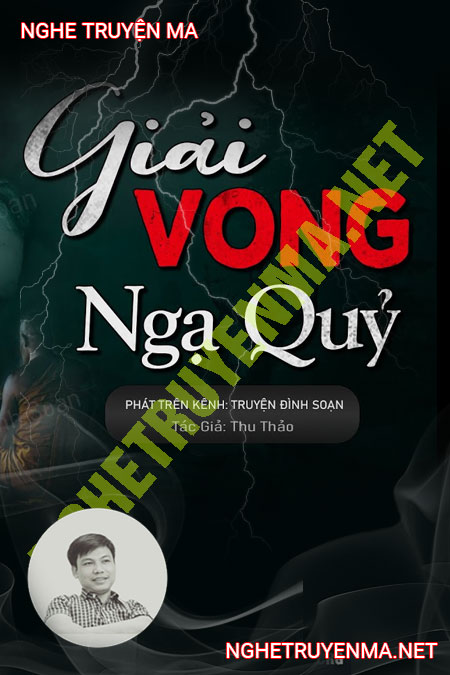 NGHE TRUYỆN MA
Giải
VONG
Ngạ Quỷ
PHÁT TRÊN KÊNH: TRUYỆN ĐÌNH SOẠN
Tác Giả: Thu Thảo
NGHETRUYENMA.NET
NGHETRUYENMA.NET